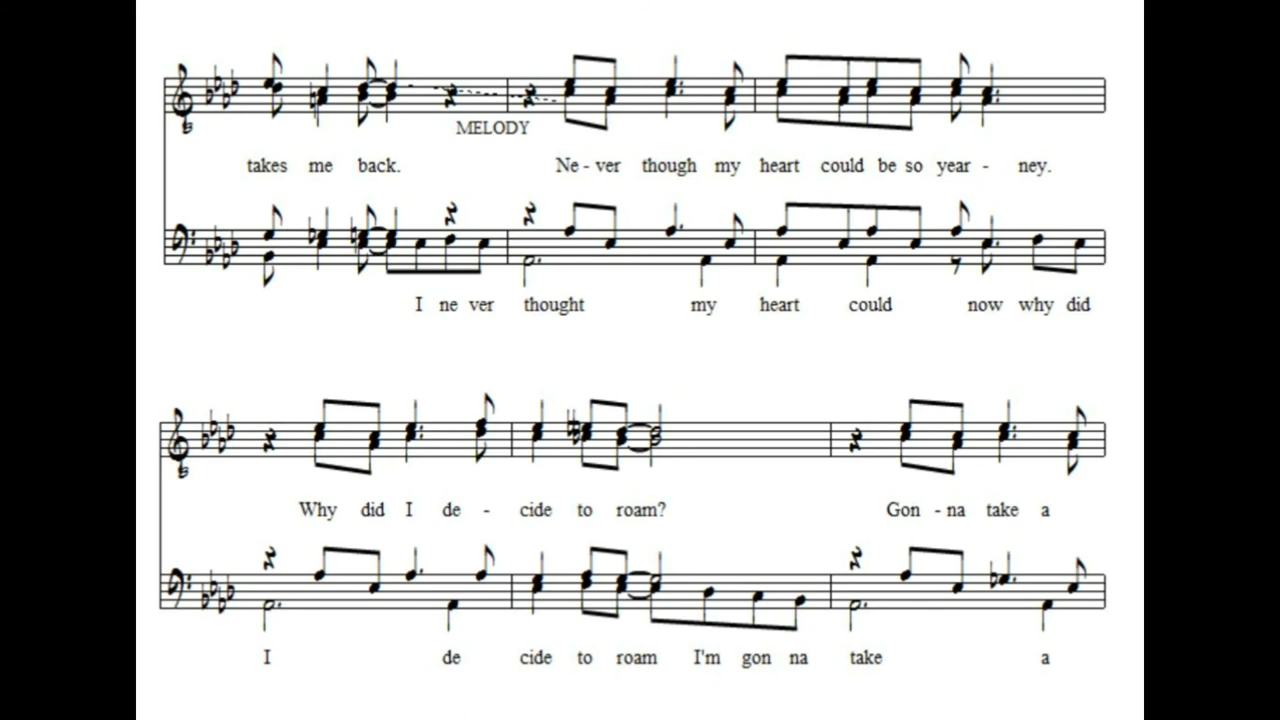 MELODY
takes me back. Ne - ver though my heart could be so year - ney.
I ne ver thought my heart could now why did
Why did I de - cide to roam? Gon - na take a
I de cide to roam I'm gon na take a